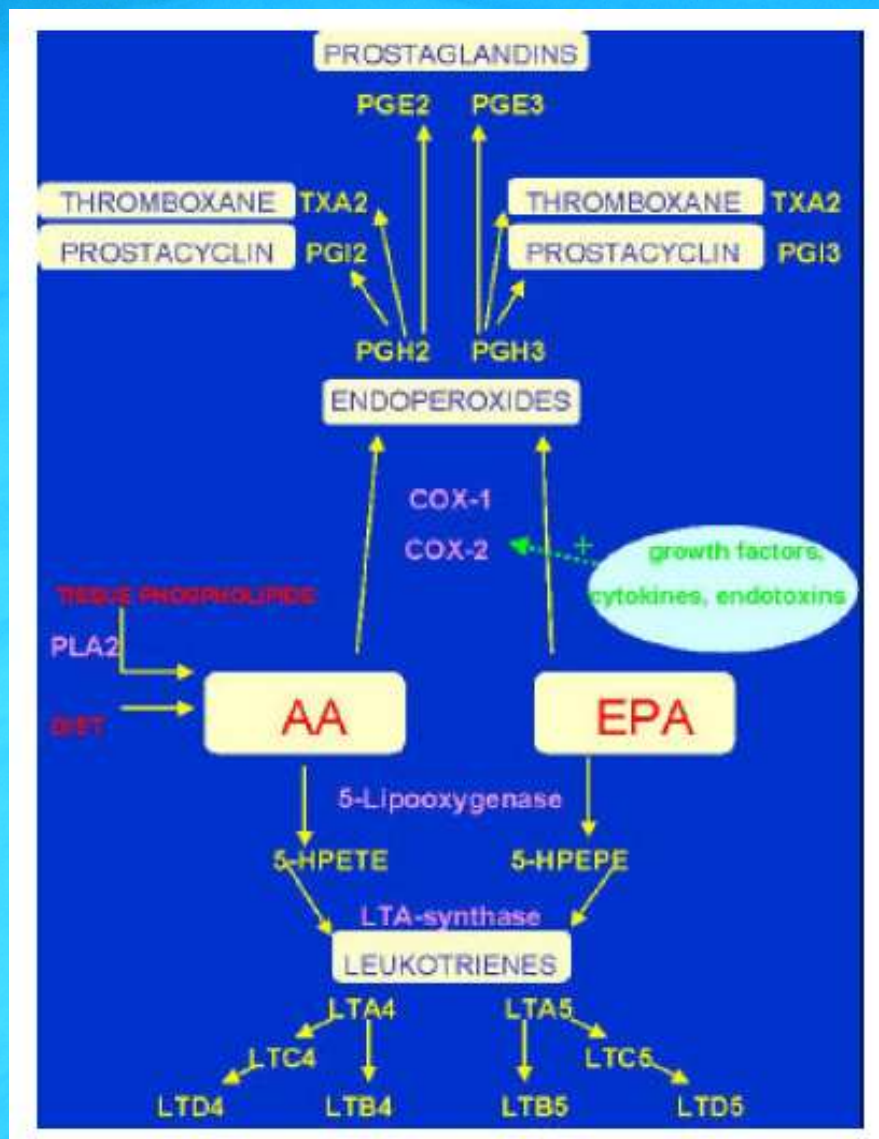 PROSTAGLANDINS
PGE2 PGE3
THROMBOXANE TXA2 THROMBOXANE TXA2
PROSTACYCLIN PGI2 PROSTACYCLIN PGI3
PGH2 PGH3
ENDOPEROXIDES
COX-1
COX-2 + growth factors,
cytokines, endotoxins
TISSUE PHOSPHOLIPIDS
PLA2
AA EPA
5-Lipooxygenase
5-HPETE 5-HPEPE
LTA-synthase
LEUKOTRIENES
LTA4 LTA5
LTC4 LTC5
LTD4 LTB4 LTB5 LTD5